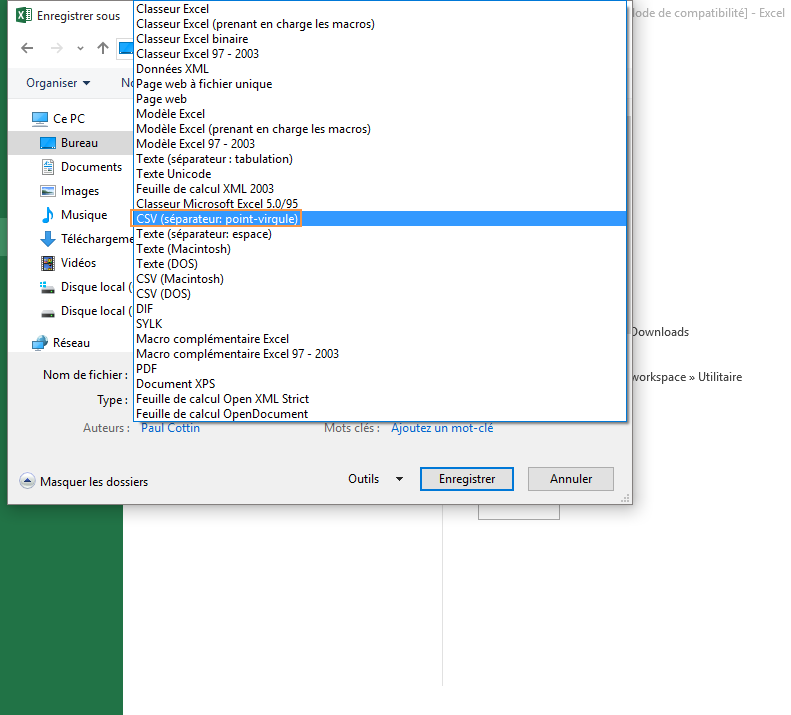 Enregistrer sous
lode de compatibilité] - Excel
Classeur Excel
Classeur Excel (prenant en charge les macros)
Classeur Excel binaire
Classeur Excel 97 - 2003
Données XML
Page web à fichier unique
Page web
Modèle Excel
Modèle Excel (prenant en charge les macros)
Modèle Excel 97 - 2003
Texte (séparateur : tabulation)
Texte Unicode
Feuille de calcul XML 2003
Classeur Microsoft Excel 5.0/95
CSV (séparateur: point-virgule)
Texte (séparateur: espace)
Texte (Macintosh)
Texte (DOS)
CSV (Macintosh)
CSV (DOS)
DIF
SYLK
Macro complémentaire Excel
Macro complémentaire Excel 97 - 2003
PDF
Document XPS
Feuille de calcul Open XML Strict
Feuille de calcul OpenDocument
Organiser
No
Ce PC
Bureau
Documents
Images
Musique
Téléchargeme
Vidéos
Disque local (
Disque local (
Réseau
Downloads
workspace » Utilitaire
Nom de fichier :
Type :
Auteurs : Paul Cottin
Mots clés : Ajoutez un mot-clé
Masquer les dossiers
Outils
Enregistrer
Annuler